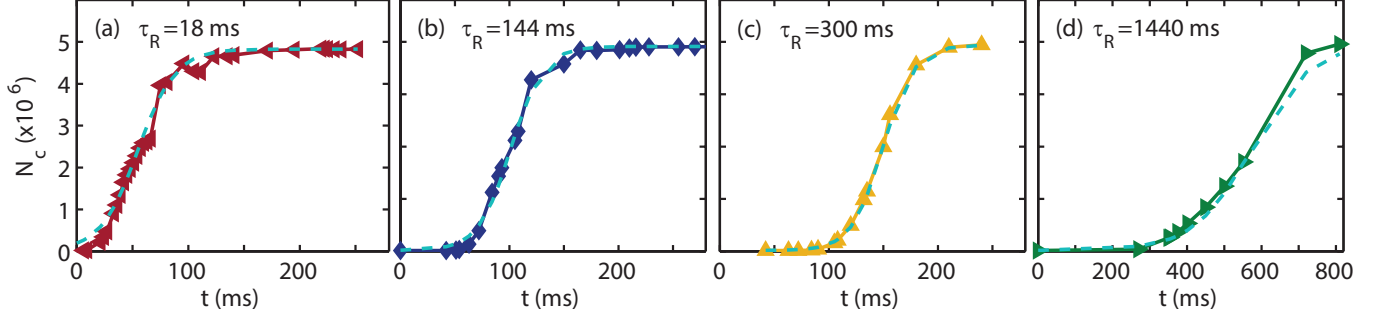 (a) τR=18 ms
(b) τR=144 ms
(c) τR=300 ms
(d) τR=1440 ms
Nc (x10 6)
5
4
3
2
1
0
0 100 200
0 100 200
0 100 200
0 200 400 600 800
t (ms)
t (ms)
t (ms)
t (ms)